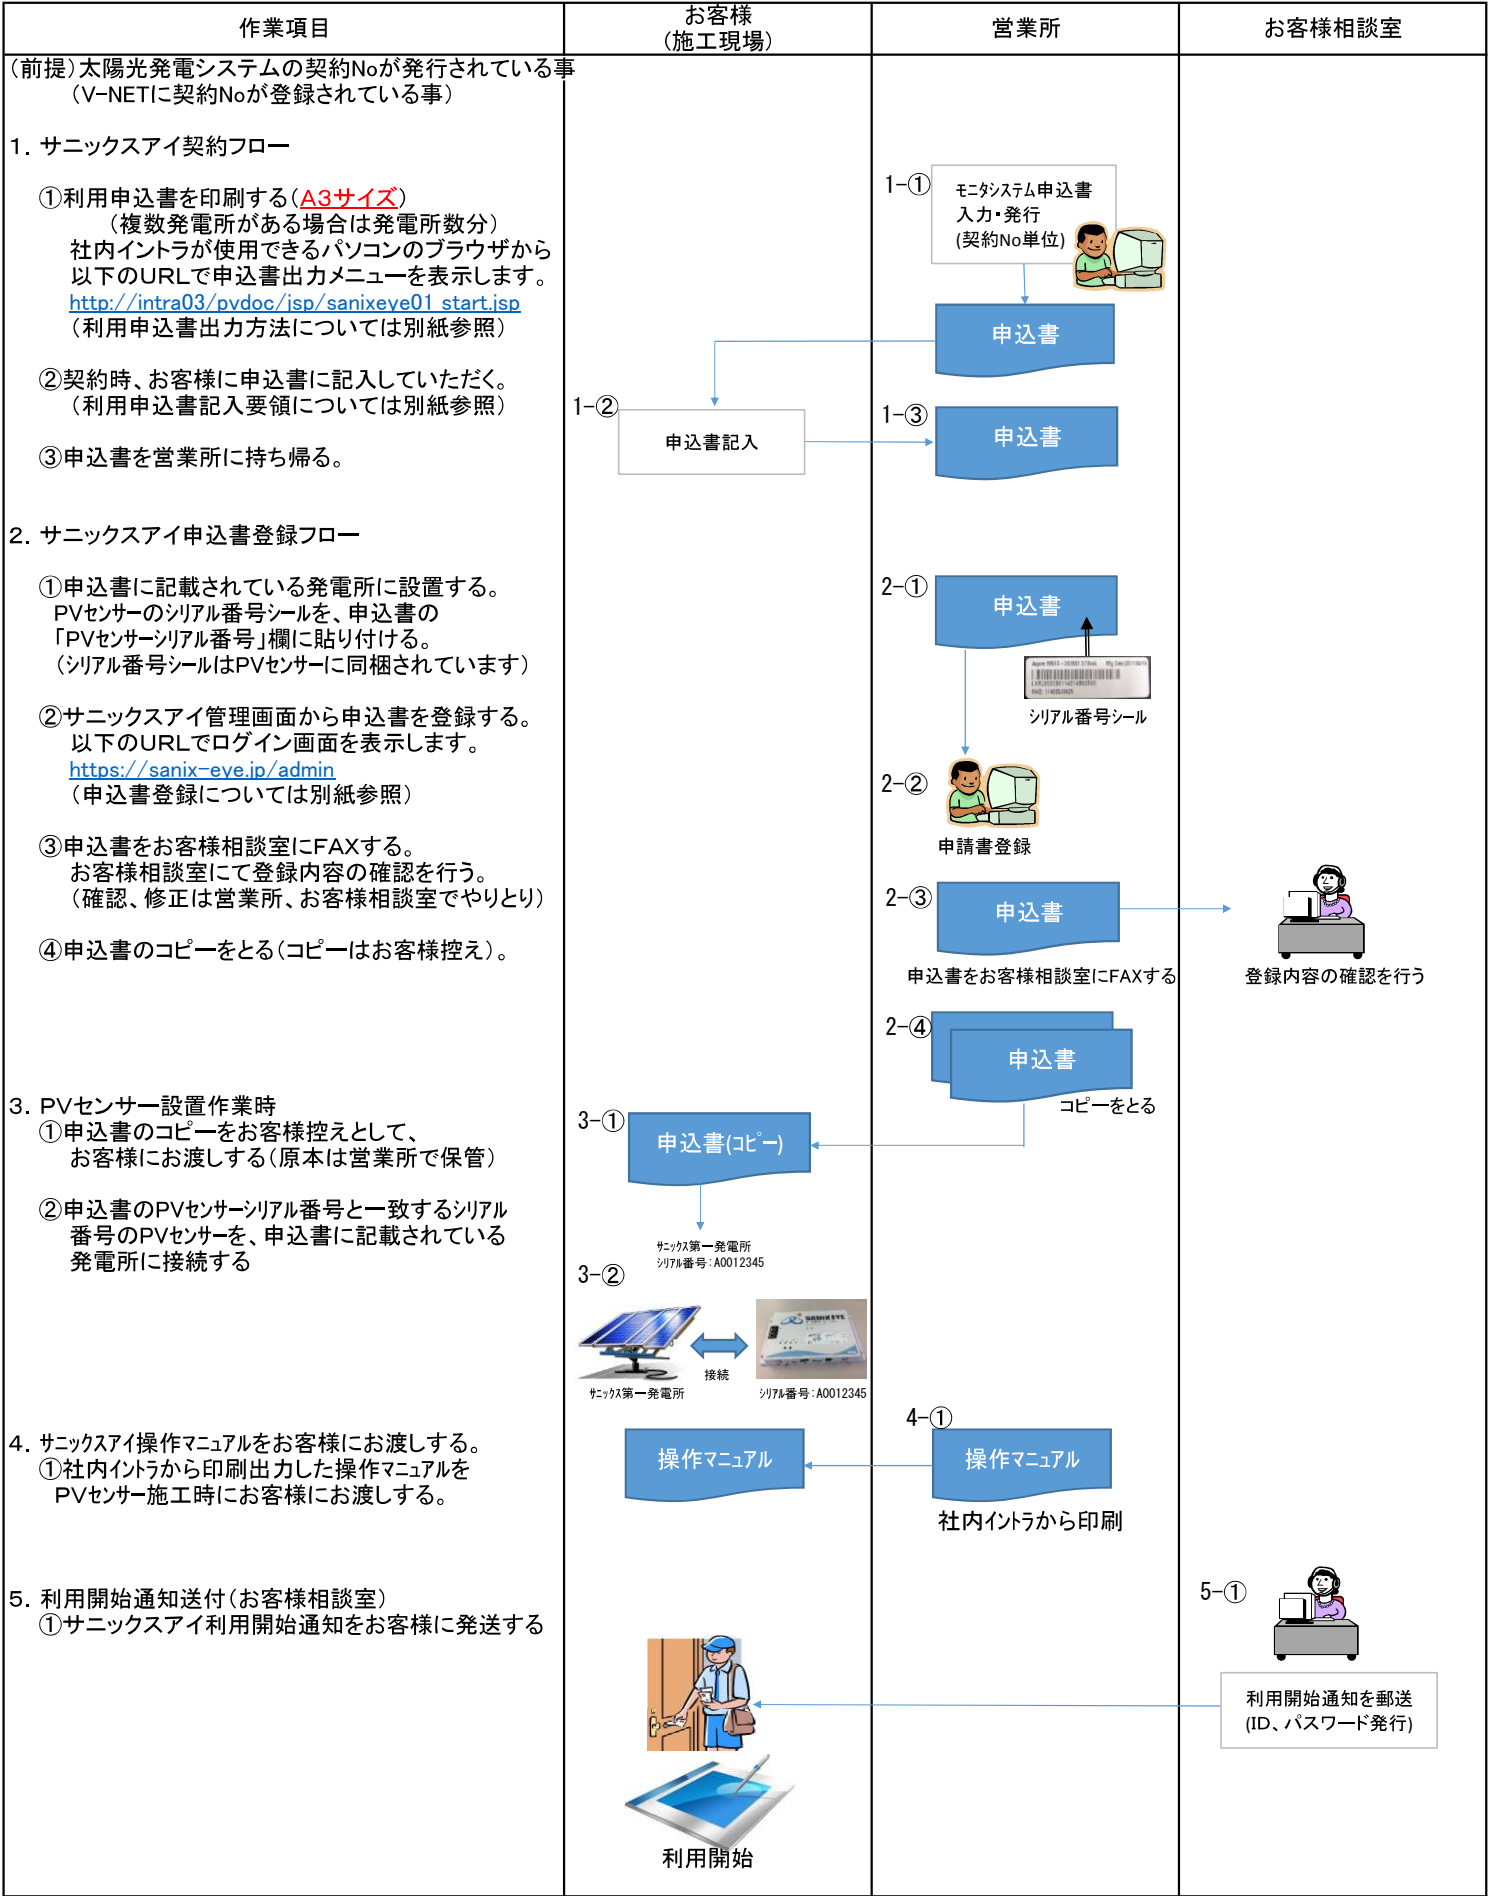 作業項目
お客様
(施工現場)
営業所
お客様相談室
(前提)太陽光発電システムの契約Noが発行されている事
(V-NETに契約Noが登録されている事)
1. サニックスアイ契約フロー
①利用申込書を印刷する(A3サイズ)
(複数発電所がある場合は発電所数分)
社内イントラが使用できるパソコンのブラウザから
以下のURLで申込書出力メニューを表示します。
http://intra03/pvdoc/jsp/sanixeye01_start.jsp
(利用申込書出力方法については別紙参照)
②契約時、お客様に申込書に記入していただく。
(利用申込書記入要領については別紙参照)
③申込書を営業所に持ち帰る。
1-①
モニタシステム申込書
入力・発行
(契約No単位)
申込書
1-②
申込書記入
1-③
申込書
2. サニックスアイ申込書登録フロー
①申込書に記載されている発電所に設置する。
PVセンサーのシリアル番号シールを、申込書の
「PVセンサーシリアル番号」欄に貼り付ける。
(シリアル番号シールはPVセンサーに同梱されています)
②サニックスアイ管理画面から申込書を登録する。
以下のURLでログイン画面を表示します。
https://sanix-eye.jp/admin
(申込書登録については別紙参照)
③申込書をお客様相談室にFAXする。
お客様相談室にて登録内容の確認を行う。
(確認、修正は営業所、お客様相談室でやりとり)
④申込書のコピーをとる(コピーはお客様控え)。
2-①
申込書
シリアル番号シール
2-②
申請書登録
2-③
申込書
申込書をお客様相談室にFAXする
登録内容の確認を行う
2-④
申込書
コピーをとる
3. PVセンサー設置作業時
①申込書のコピーをお客様控えとして、
お客様にお渡しする(原本は営業所で保管)
②申込書のPVセンサーシリアル番号と一致するシリアル
番号のPVセンサーを、申込書に記載されている
発電所に接続する
3-①
申込書(コピー)
サニックス第一発電所
シリアル番号:A0012345
3-②
SANIX EYE
接続
サニックス第一発電所
シリアル番号:A0012345
4. サニックスアイ操作マニュアルをお客様にお渡しする。
①社内イントラから印刷出力した操作マニュアルを
PVセンサー施工時にお客様にお渡しする。
4-①
操作マニュアル
操作マニュアル
社内イントラから印刷
5. 利用開始通知送付(お客様相談室)
①サニックスアイ利用開始通知をお客様に発送する
5-①
利用開始通知を郵送
(ID、パスワード発行)
利用開始